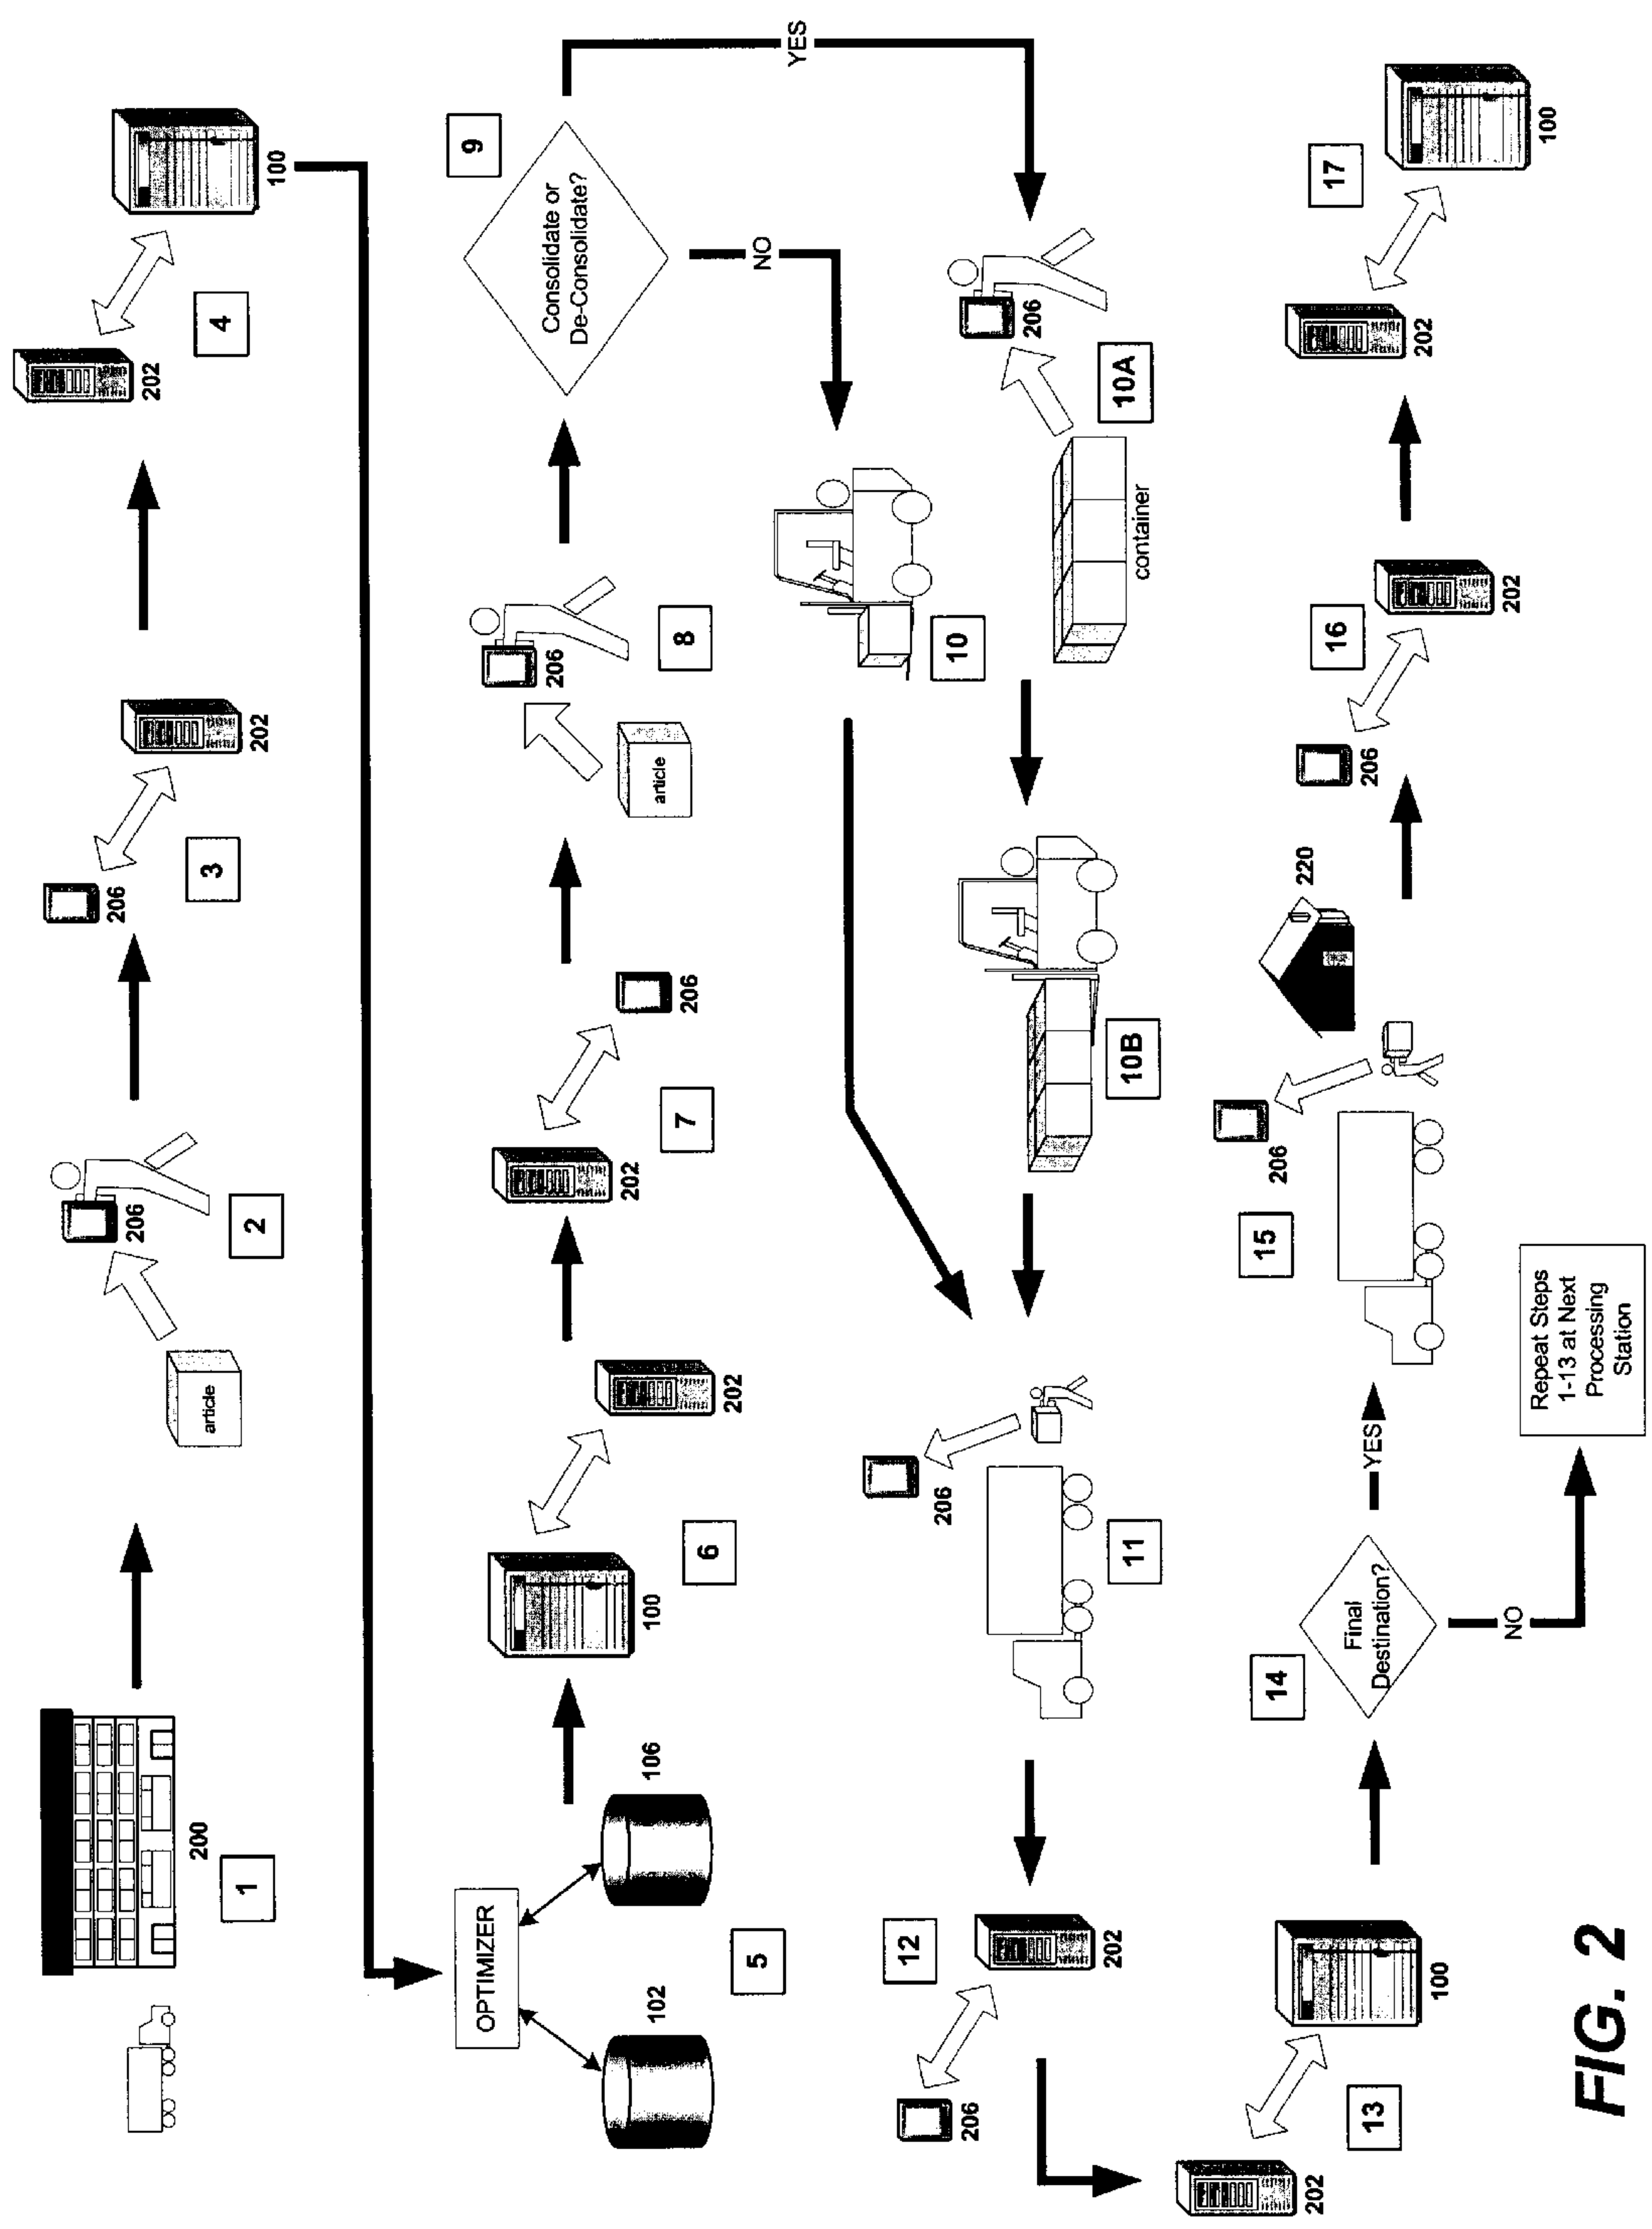 200
1
article
206
2
206
3
202
202
4
100
OPTIMIZER
102
106
5
100
6
202
202
7
206
article
206
8
Consolidate or
De-Consolidate?
9
YES
NO
10
206
10A
container
10B
206
11
206
12
202
202
13
100
14
Final
Destination?
YES
NO
Repeat Steps
1-13 at Next
Processing
Station
206
15
220
206
16
202
202
17
100
FIG. 2